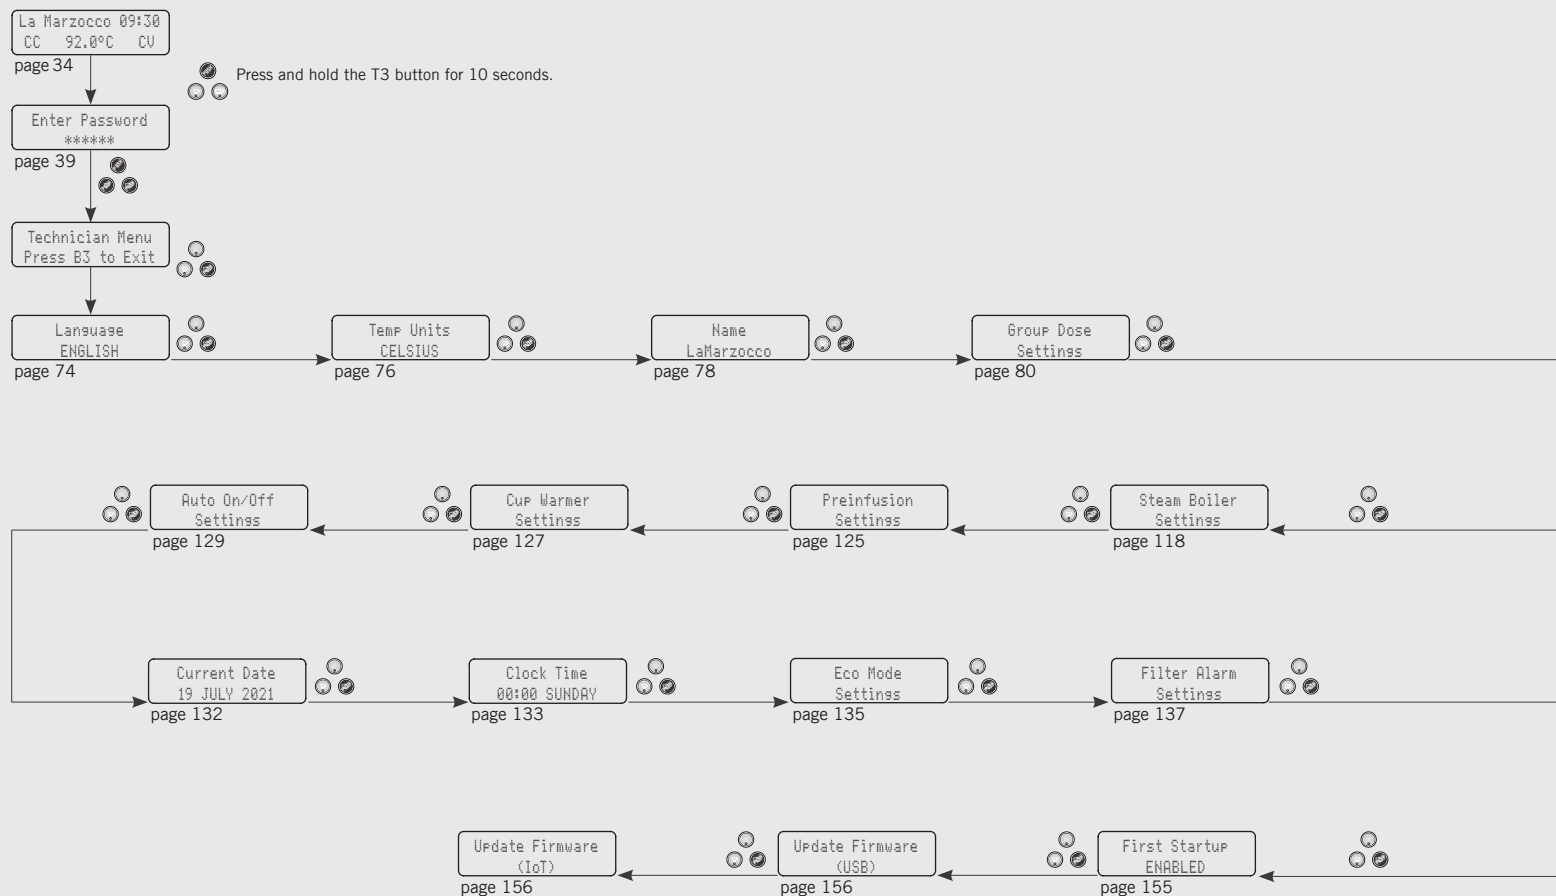 La Marzocco 09:30
CC 92.0ºC CV
page 34
Press and hold the T3 button for 10 seconds.
Enter Password
******
page 39
Technician Menu
Press B3 to Exit
Language
ENGLISH
page 74
Temp Units
CELSIUS
page 76
Name
LaMarzocco
page 78
Group Dose
Settings
page 80
Auto On/Off
Settings
page 129
Cup Warmer
Settings
page 127
Preinfusion
Settings
page 125
Steam Boiler
Settings
page 118
Current Date
19 JULY 2021
page 132
Clock Time
00:00 SUNDAY
page 133
Eco Mode
Settings
page 135
Filter Alarm
Settings
page 137
Update Firmware
(IoT)
page 156
Update Firmware
(USB)
page 156
First Startup
ENABLED
page 155